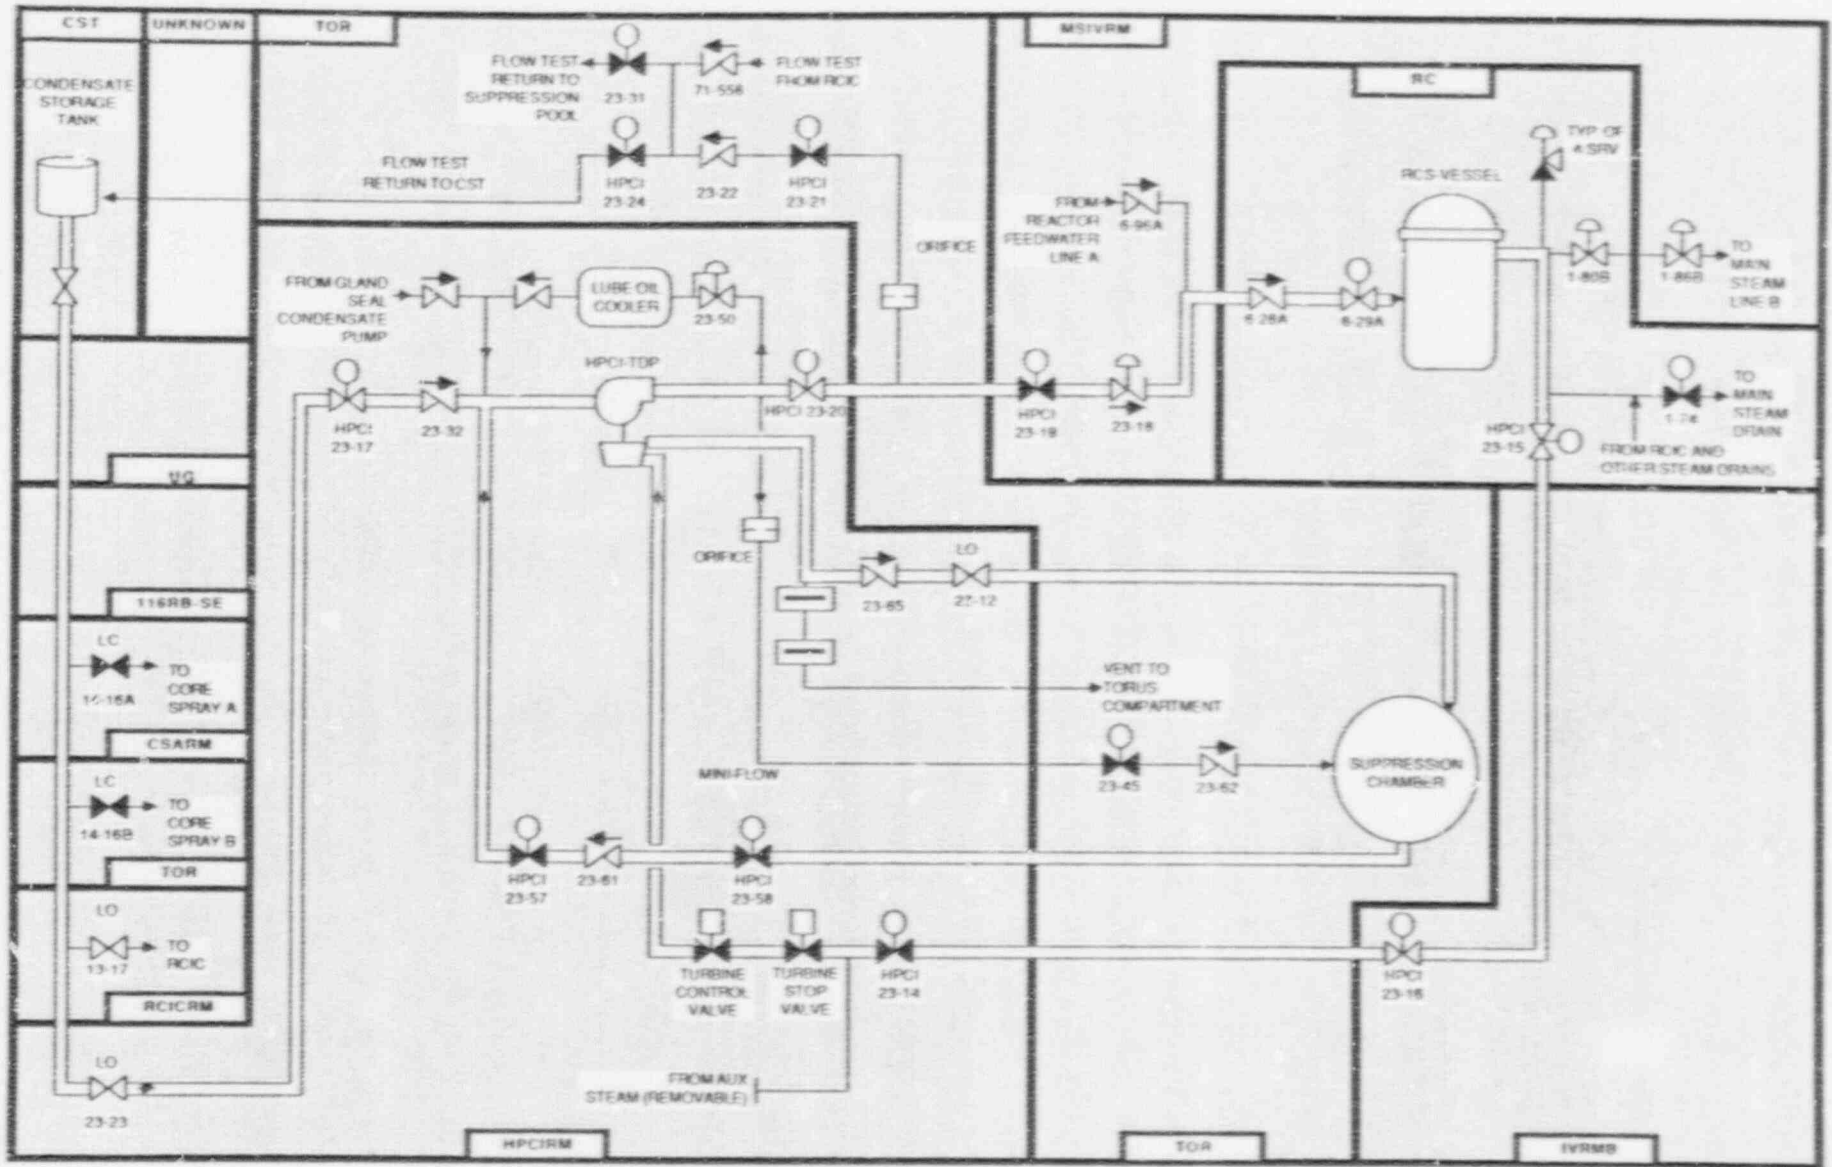 CST
UNKNOWN
TOR
MSIVRM
RC
CONDENSATE
STORAGE
TANK
FLOW TEST
RETURN TO
SUPPRESSION
POOL
23-31
71-556
FLOW TEST
FROM RCIC
FLOW TEST
RETURN TO CST
HPCI
23-24
23-22
HPCI
23-21
ORIFICE
FROM
REACTOR
FEEDWATER
LINE A
6-96A
6-28A
6-29A
RCS-VESSEL
TYP. OF
4 SRV
1-80B
1-86B
TO
MAIN
STEAM
LINE B
FROM GLAND
SEAL
CONDENSATE
PUMP
LUBE OIL
COOLER
23-50
HPCI-TDP
HPCI
23-17
23-32
HPCI 23-20
HPCI
23-19
23-18
HPCI
23-15
TO
MAIN
STEAM
DRAIN
FROM RCIC AND
OTHER STEAM DRAINS
UG
ORIFICE
LO
23-65
116RB-SE
LC
TO
CORE
SPRAY A
CSARM
VENT TO
TORUS
COMPARTMENT
MINI-FLOW
23-45
23-62
SUPPRESSION
CHAMBER
LC
14-16B
TO
CORE
SPRAY B
TOR
HPCI
23-57
23-61
HPCI
23-58
LO
13-17
TO
RCIC
RCICRM
TURBINE
CONTROL
VALVE
TURBINE
STOP
VALVE
HPCI
23-14
HPCI
23-16
LO
23-23
FROM AUX
STEAM (REMOVABLE)
HPCIRM
TOR
IVRMB